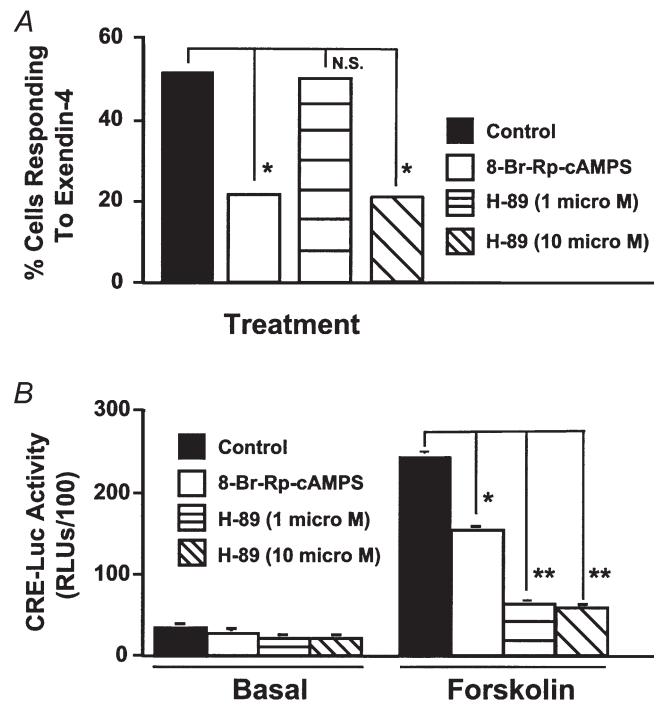 A
% Cells Responding
To Exendin-4
60
40
20
0
N.S.
*
*
Control
8-Br-Rp-cAMPS
H-89 (1 micro M)
H-89 (10 micro M)
Treatment
B
CRE-Luc Activity
(RLUs/100)
300
200
100
0
Control
8-Br-Rp-cAMPS
H-89 (1 micro M)
H-89 (10 micro M)
*
**
**
Basal
Forskolin